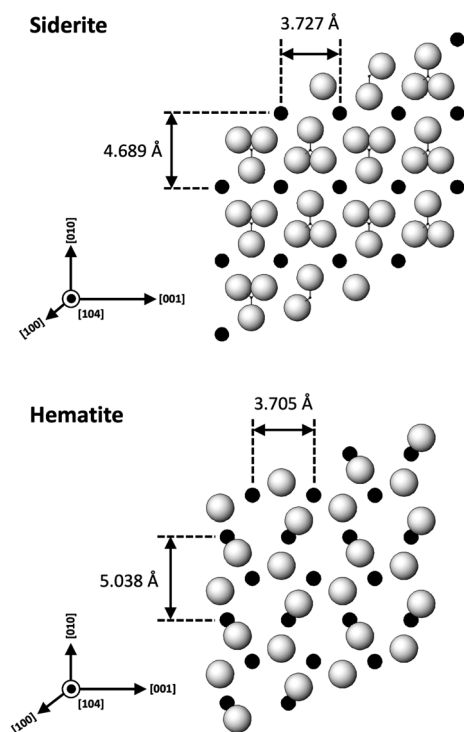 Siderite
3.727 Å
4.689 Å
[010]
[001]
[100]
[104]
Hematite
3.705 Å
5.038 Å
[010]
[001]
[100]
[104]